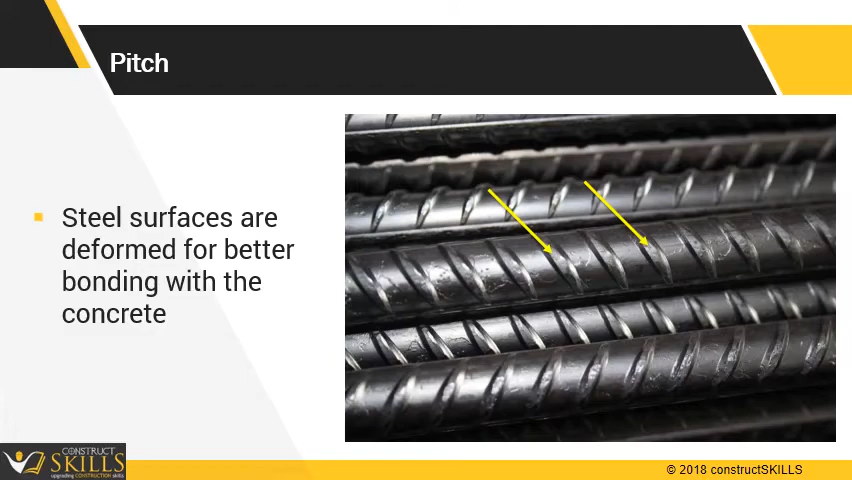 Pitch
Steel surfaces are
deformed for better
bonding with the
concrete
CONSTRUCT
SKILLS
upgrading CONSTRUCTION skills
© 2018 constructSKILLS